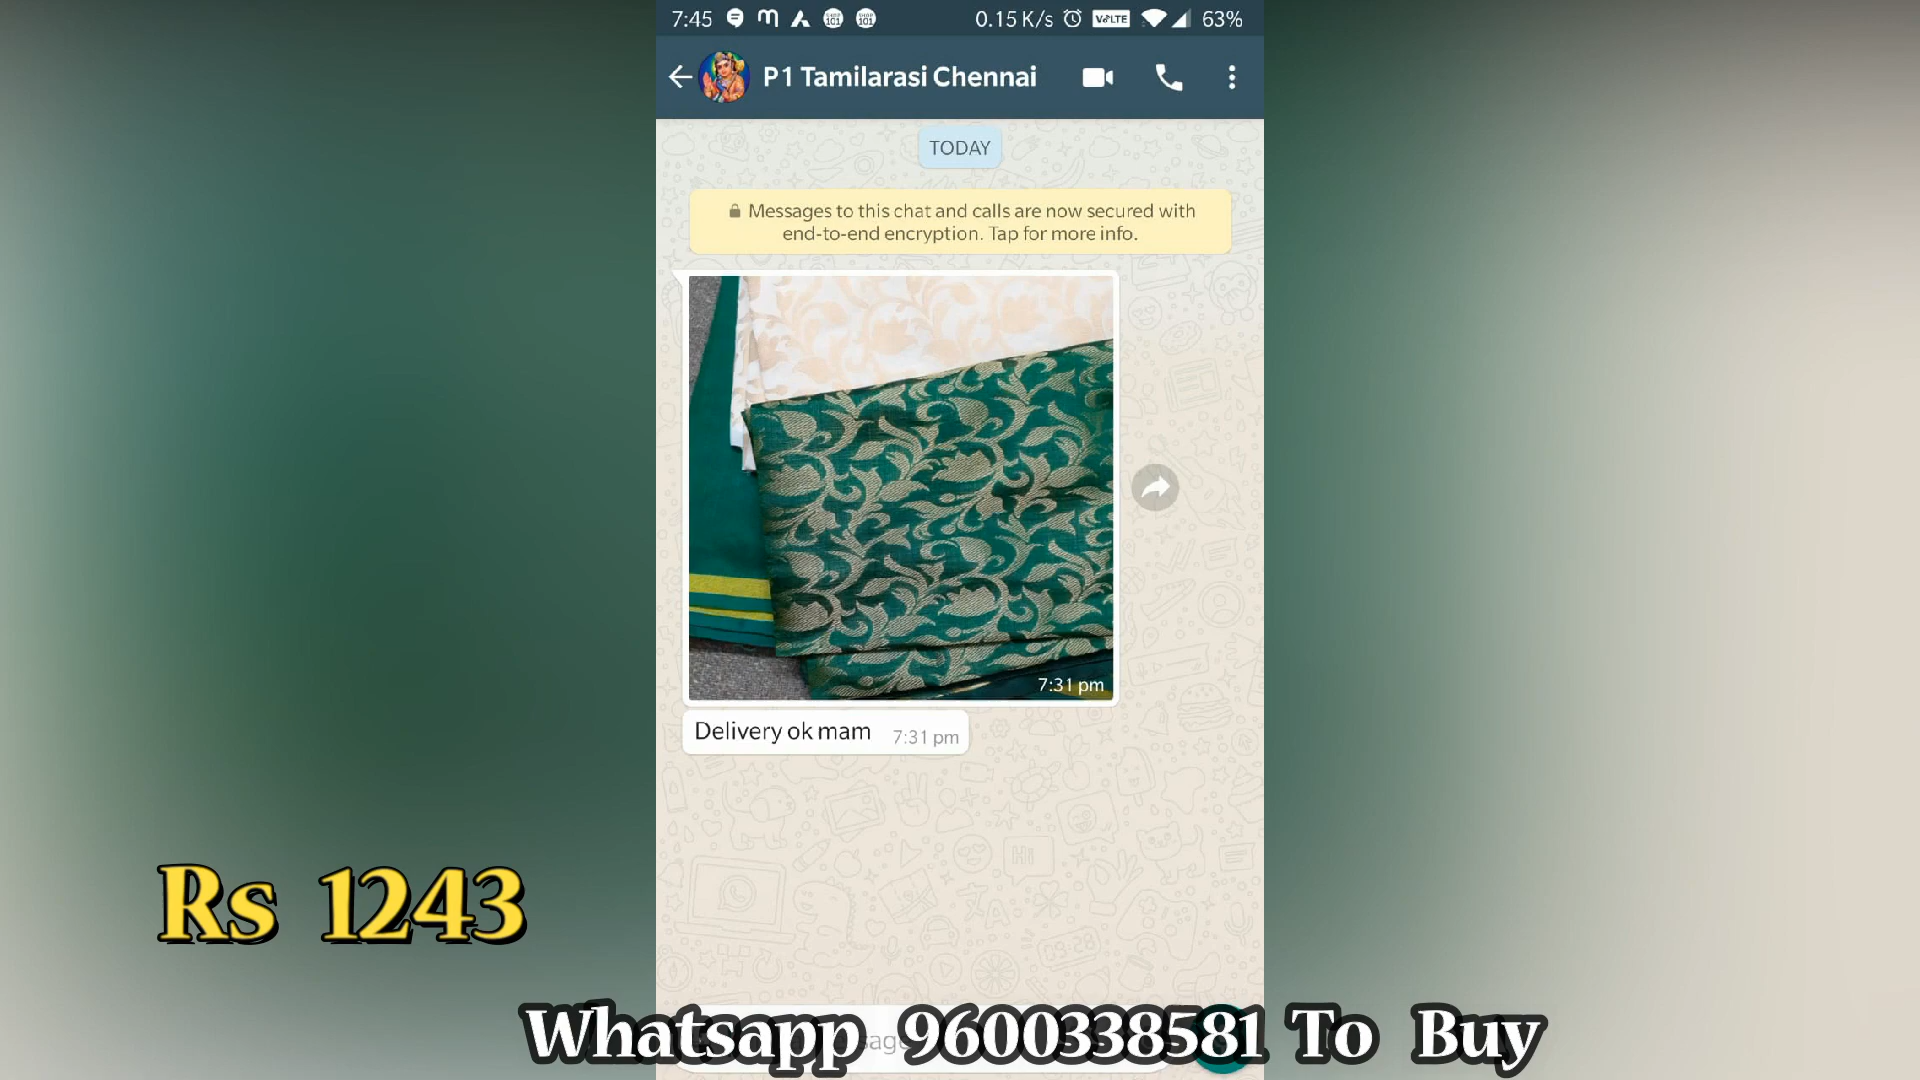 7:45
0.15 K/s
VoLTE
63%
P1 Tamilarasi Chennai
TODAY
Messages to this chat and calls are now secured with
end-to-end encryption. Tap for more info.
7:31 pm
Delivery ok mam 7:31 pm
Rs 1243
Whatsapp 9600338581 To Buy